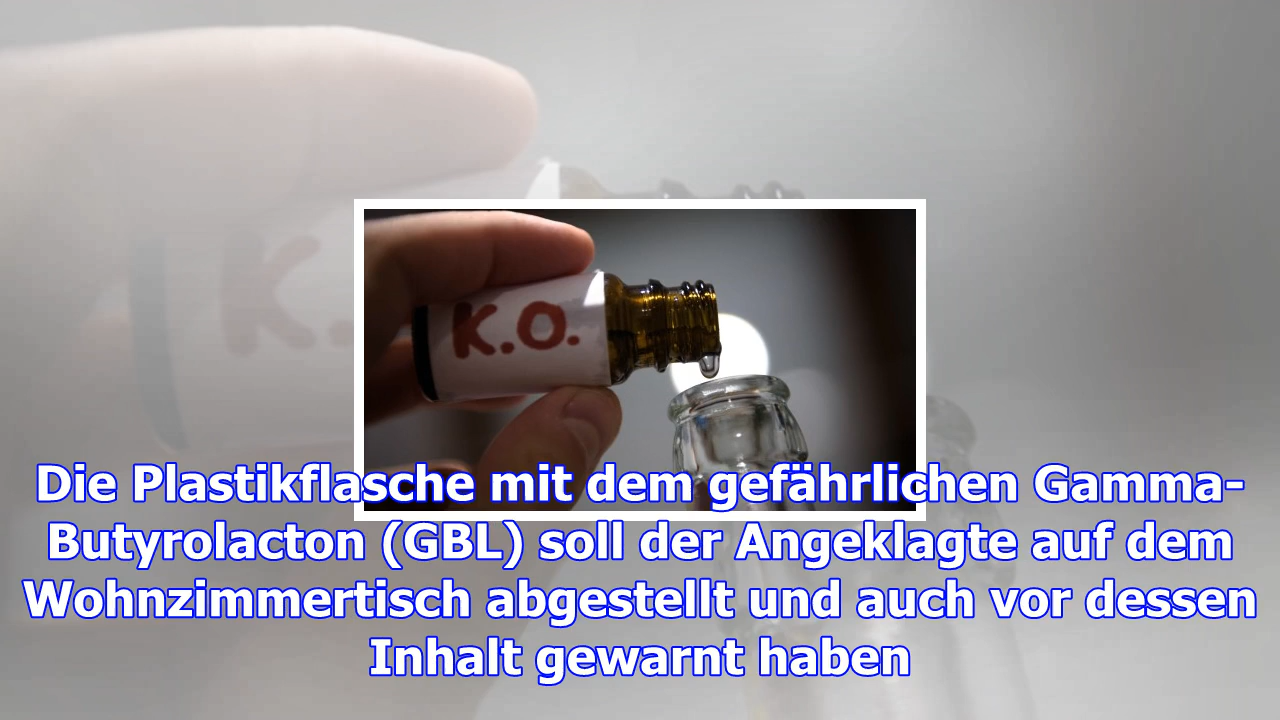 K.O.
Die Plastikflasche mit dem gefährlichen Gamma-
Butyrolacton (GBL) soll der Angeklagte auf dem
Wohnzimmertisch abgestellt und auch vor dessen
Inhalt gewarnt haben